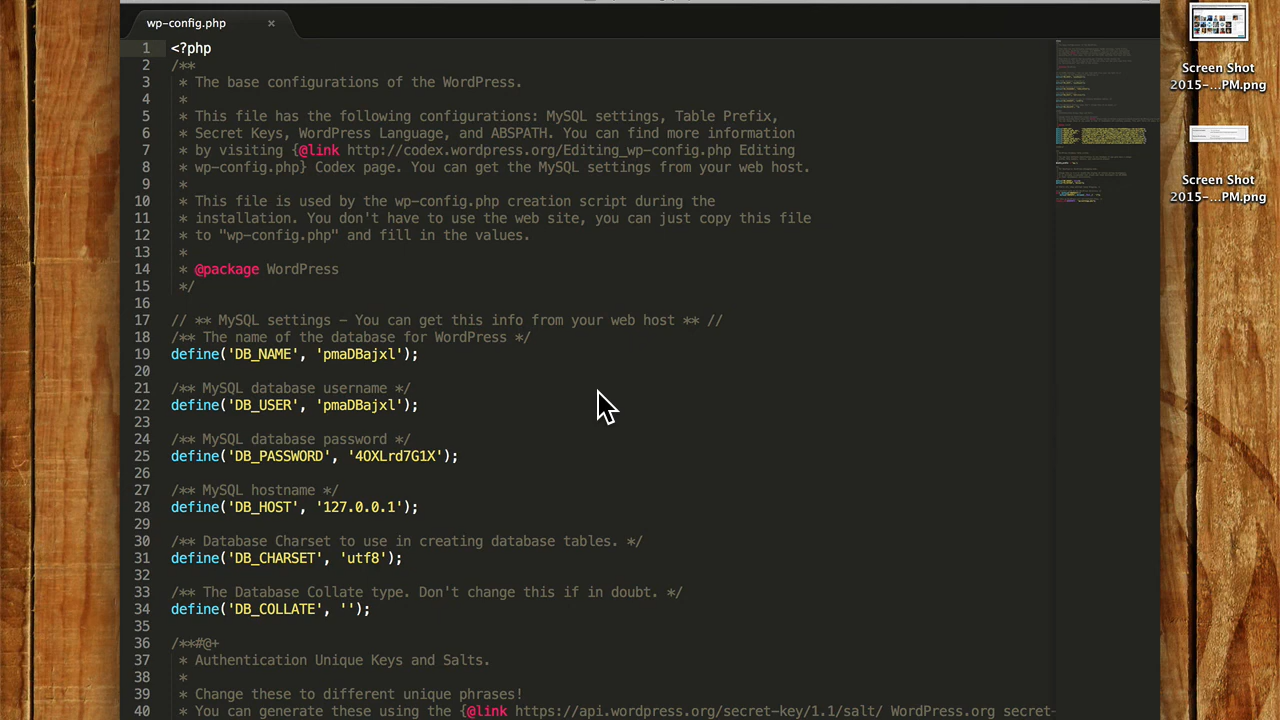 wp-config.php ×
1 <?php
2 /**
3  * The base configurations of the WordPress.
4  *
5  * This file has the following configurations: MySQL settings, Table Prefix,
6  * Secret Keys, WordPress Language, and ABSPATH. You can find more information
7  * by visiting {@link http://codex.wordpress.org/Editing_wp-config.php Editing
8  * wp-config.php} Codex page. You can get the MySQL settings from your web host.
9  *
10  * This file is used by the wp-config.php creation script during the
11  * installation. You don't have to use the web site, you can just copy this file
12  * to "wp-config.php" and fill in the values.
13  *
14  * @package WordPress
15  */
16
17 // ** MySQL settings - You can get this info from your web host ** //
18 /** The name of the database for WordPress */
19 define('DB_NAME', 'pmaDBajxl');
20
21 /** MySQL database username */
22 define('DB_USER', 'pmaDBajxl');
23
24 /** MySQL database password */
25 define('DB_PASSWORD', '4OXLrd7G1X');
26
27 /** MySQL hostname */
28 define('DB_HOST', '127.0.0.1');
29
30 /** Database Charset to use in creating database tables. */
31 define('DB_CHARSET', 'utf8');
32
33 /** The Database Collate type. Don't change this if in doubt. */
34 define('DB_COLLATE', '');
35
36 /**#@+
37  * Authentication Unique Keys and Salts.
38  *
39  * Change these to different unique phrases!
40  * You can generate these using the {@link https://api.wordpress.org/secret-key/1.1/salt/ WordPress.org secret-
Screen Shot
2015-...PM.png
Screen Shot
2015-...PM.png